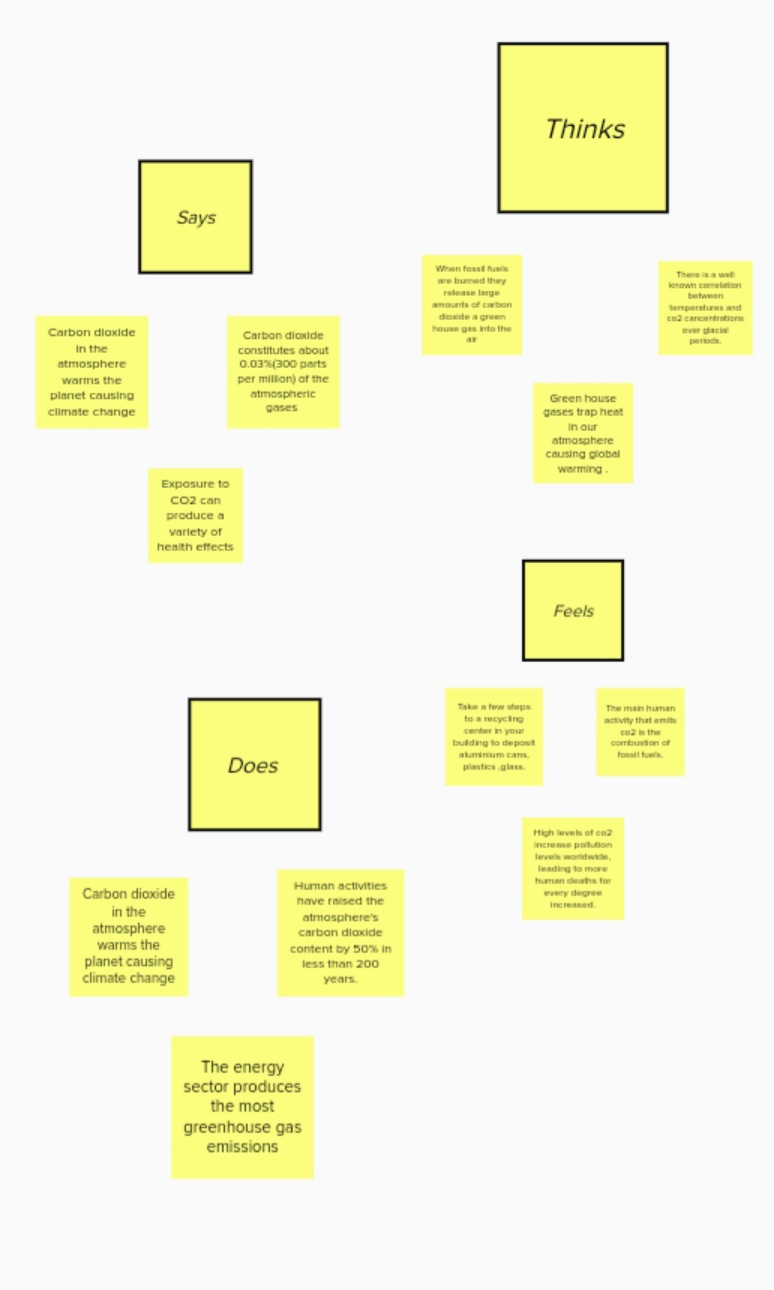 Thinks
Says
When fossil fuels
are burned they
release large
amounts of carbon
dioxide a green
house gas into the
air
There is a well
known correlation
between
temperatures and
co2 cancentrations
over glacial
periods.
Carbon dioxide
in the
atmosphere
warms the
planet causing
climate change
Carbon dioxide
constitutes about
0.03%(300 parts
per million) of the
atmospheric
gases
Green house
gases trap heat
in our
atmosphere
causing global
warming .
Exposure to
CO2 can
produce a
variety of
health effects
Feels
Take a few steps
to a recycling
center in your
building to deposit
aluminium cans,
plastics ,glass.
The main human
activity that emits
co2 is the
combustion of
fossil fuels.
Does
High levels of co2
increase pollution
levels worldwide,
leading to more
human deaths for
every degree
increased.
Carbon dioxide
in the
atmosphere
warms the
planet causing
climate change
Human activities
have raised the
atmosphere's
carbon dioxide
content by 50% in
less than 200
years.
The energy
sector produces
the most
greenhouse gas
emissions